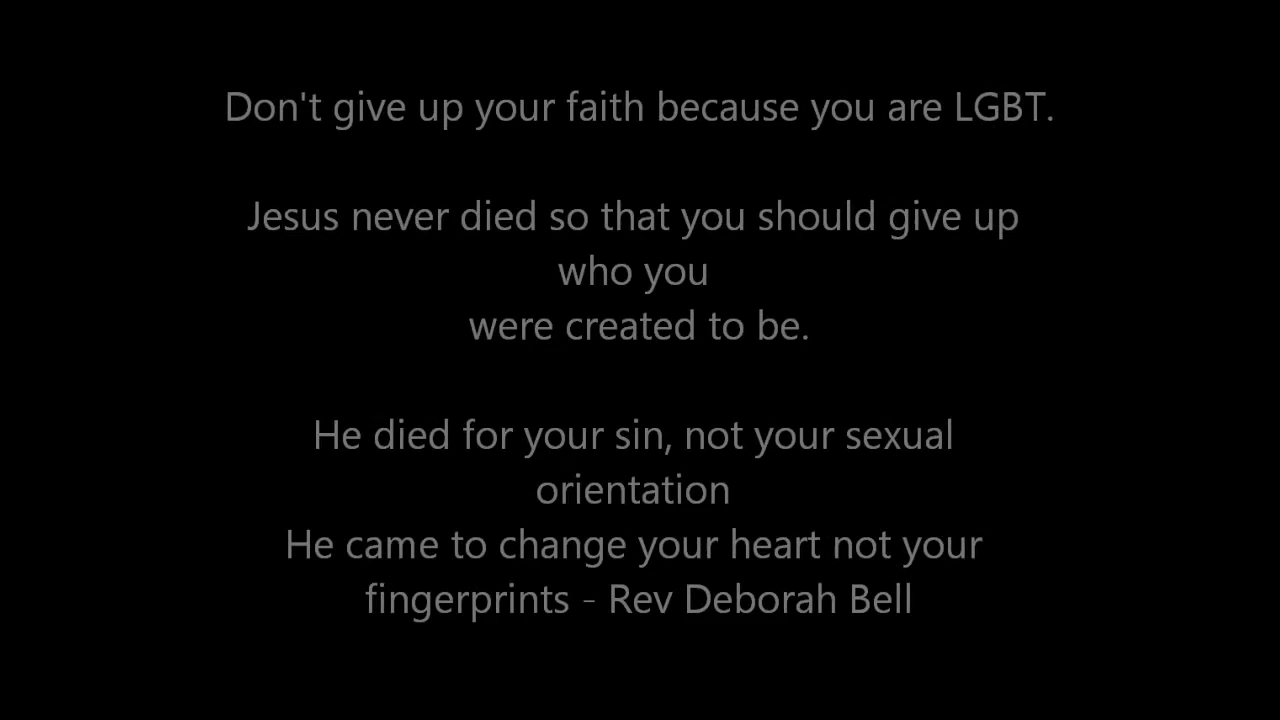 Don't give up your faith because you are LGBT.
Jesus never died so that you should give up
who you
were created to be.
He died for your sin, not your sexual
orientation
He came to change your heart not your
fingerprints - Rev Deborah Bell